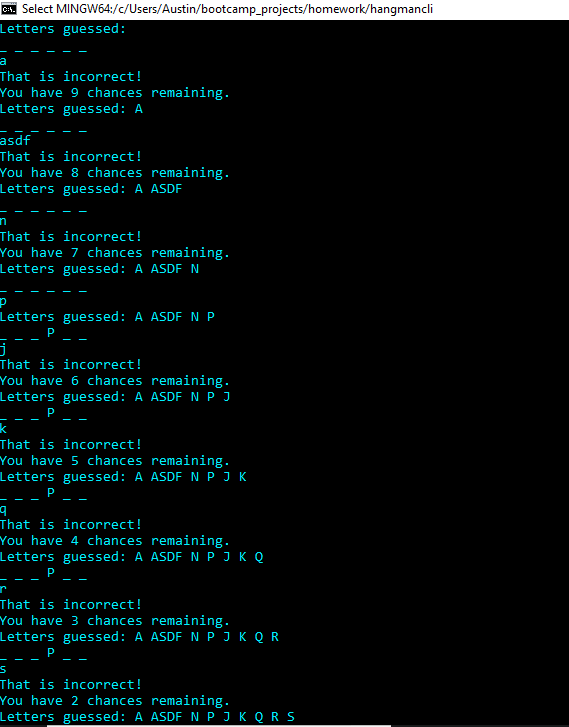 Select MINGW64:/c/Users/Austin/bootcamp_projects/homework/hangmancli
Letters guessed:
_ _ _ _ _ _
a
That is incorrect!
You have 9 chances remaining.
Letters guessed: A
_ _ _ _ _ _
asdf
That is incorrect!
You have 8 chances remaining.
Letters guessed: A ASDF
_ _ _ _ _ _
n
That is incorrect!
You have 7 chances remaining.
Letters guessed: A ASDF N
_ _ _ _ _ _
p
Letters guessed: A ASDF N P
_ _ _ P _ _
j
That is incorrect!
You have 6 chances remaining.
Letters guessed: A ASDF N P J
_ _ _ P _ _
k
That is incorrect!
You have 5 chances remaining.
Letters guessed: A ASDF N P J K
_ _ _ P _ _
q
That is incorrect!
You have 4 chances remaining.
Letters guessed: A ASDF N P J K Q
_ _ _ P _ _
r
That is incorrect!
You have 3 chances remaining.
Letters guessed: A ASDF N P J K Q R
_ _ _ P _ _
s
That is incorrect!
You have 2 chances remaining.
Letters guessed: A ASDF N P J K Q R S